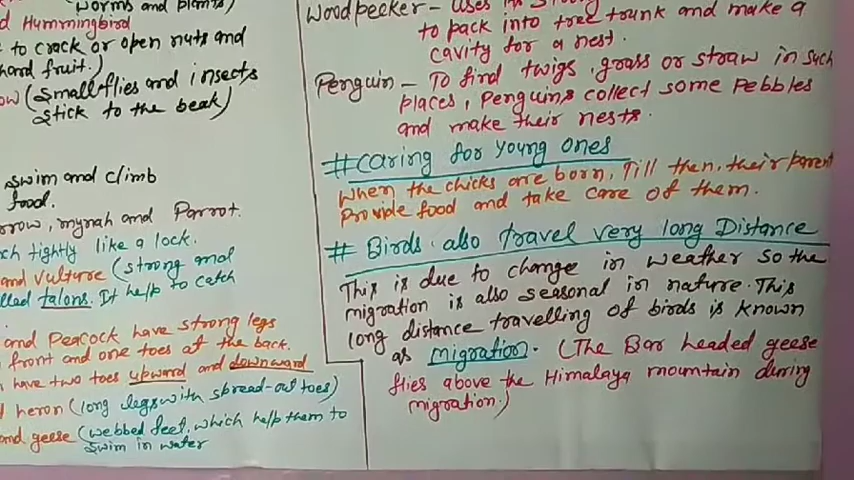 worms and plants)
d Hummingbird
to crack or open nuts and
hard fruit.)
ow (small flies and insects
stick to the beak)
swim and climb
food.
rrow, mynah and Parrot.
ch tightly like a lock.
and vulture (strong and
lled talons. It help to catch
and Peacock have strong legs
front and one toes at the back.
have two toes upward and downward
d heron (long legs with spread-out toes)
and geese (webbed feet, which help them to
swim in water
Woodpecker - uses
to pack into tree trunk and make a
cavity for a nest.
Penguin - To find twigs, grass or straw in such
places, Penguins collect some Pebbles
and make their nests.
# Caring for young ones
When the chicks are born, Till then, their parent
Provide food and take care of them.
# Birds also travel very long Distance
This is due to change in weather so the
migration is also seasonal in nature. This
long distance travelling of birds is known
as migration. (The Bar headed geese
flies above the Himalaya mountain during
migration.)